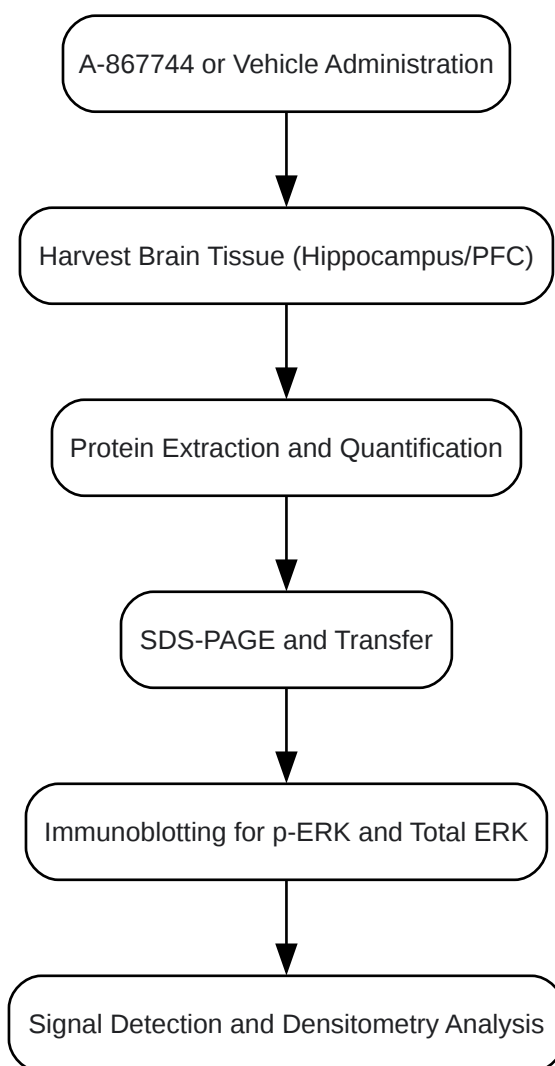 A-867744 or Vehicle Administration
Harvest Brain Tissue (Hippocampus/PFC)
Protein Extraction and Quantification
SDS-PAGE and Transfer
Immunoblotting for p-ERK and Total ERK
Signal Detection and Densitometry Analysis